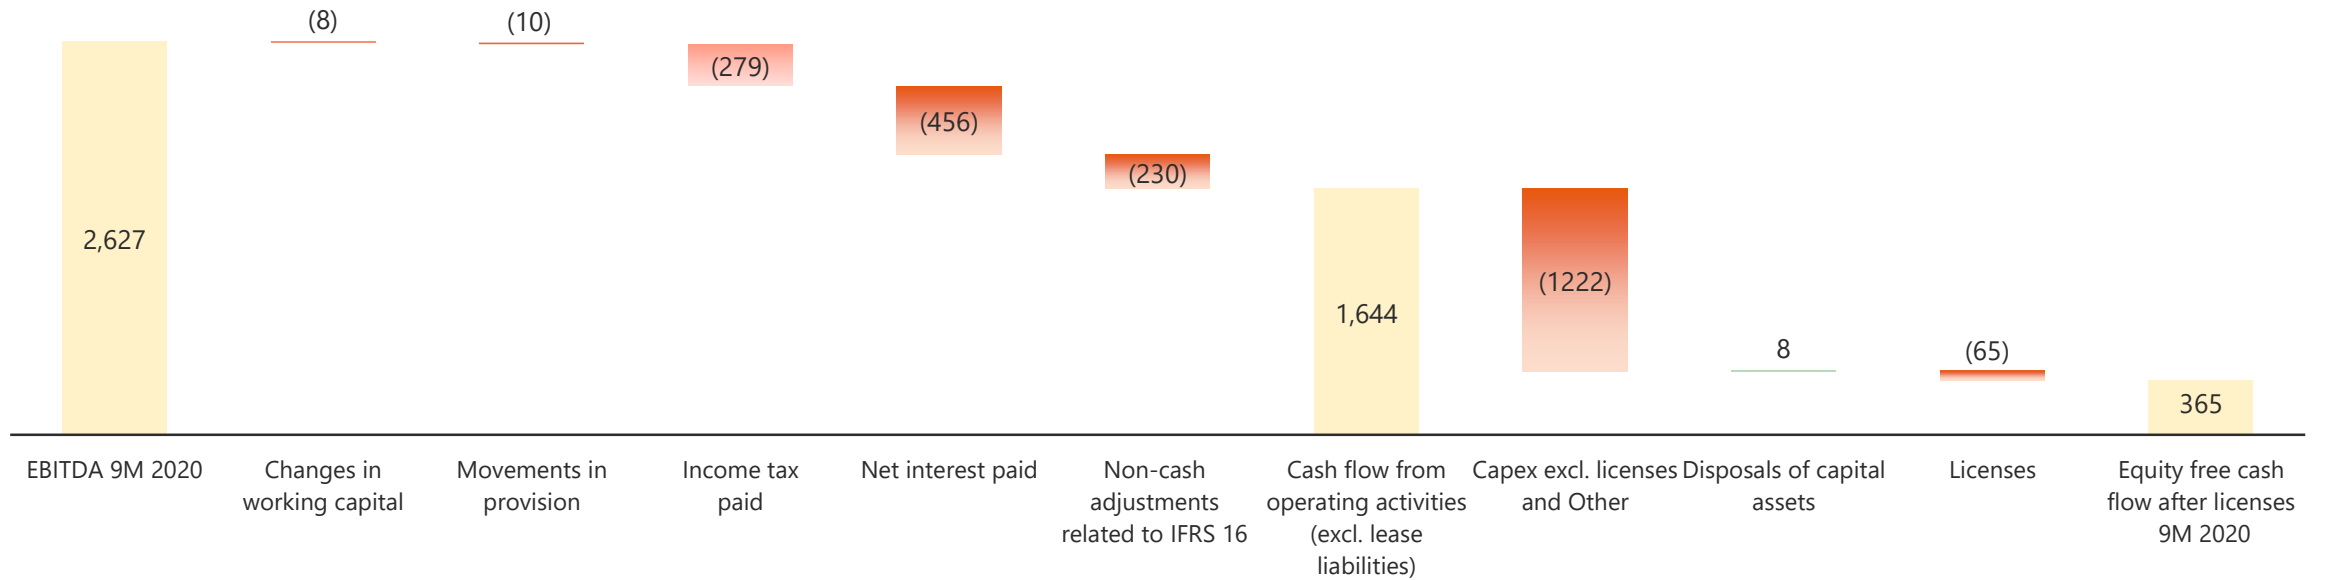 (8)
(10)
(279)
(456)
(230)
2,627
1,644
(1222)
8
(65)
365
EBITDA 9M 2020
Changes in
working capital
Movements in
provision
Income tax
paid
Net interest paid
Non-cash
adjustments
related to IFRS 16
Cash flow from
operating activities
(excl. lease
liabilities)
Capex excl. licenses
and Other
Disposals of capital
assets
Licenses
Equity free cash
flow after licenses
9M 2020